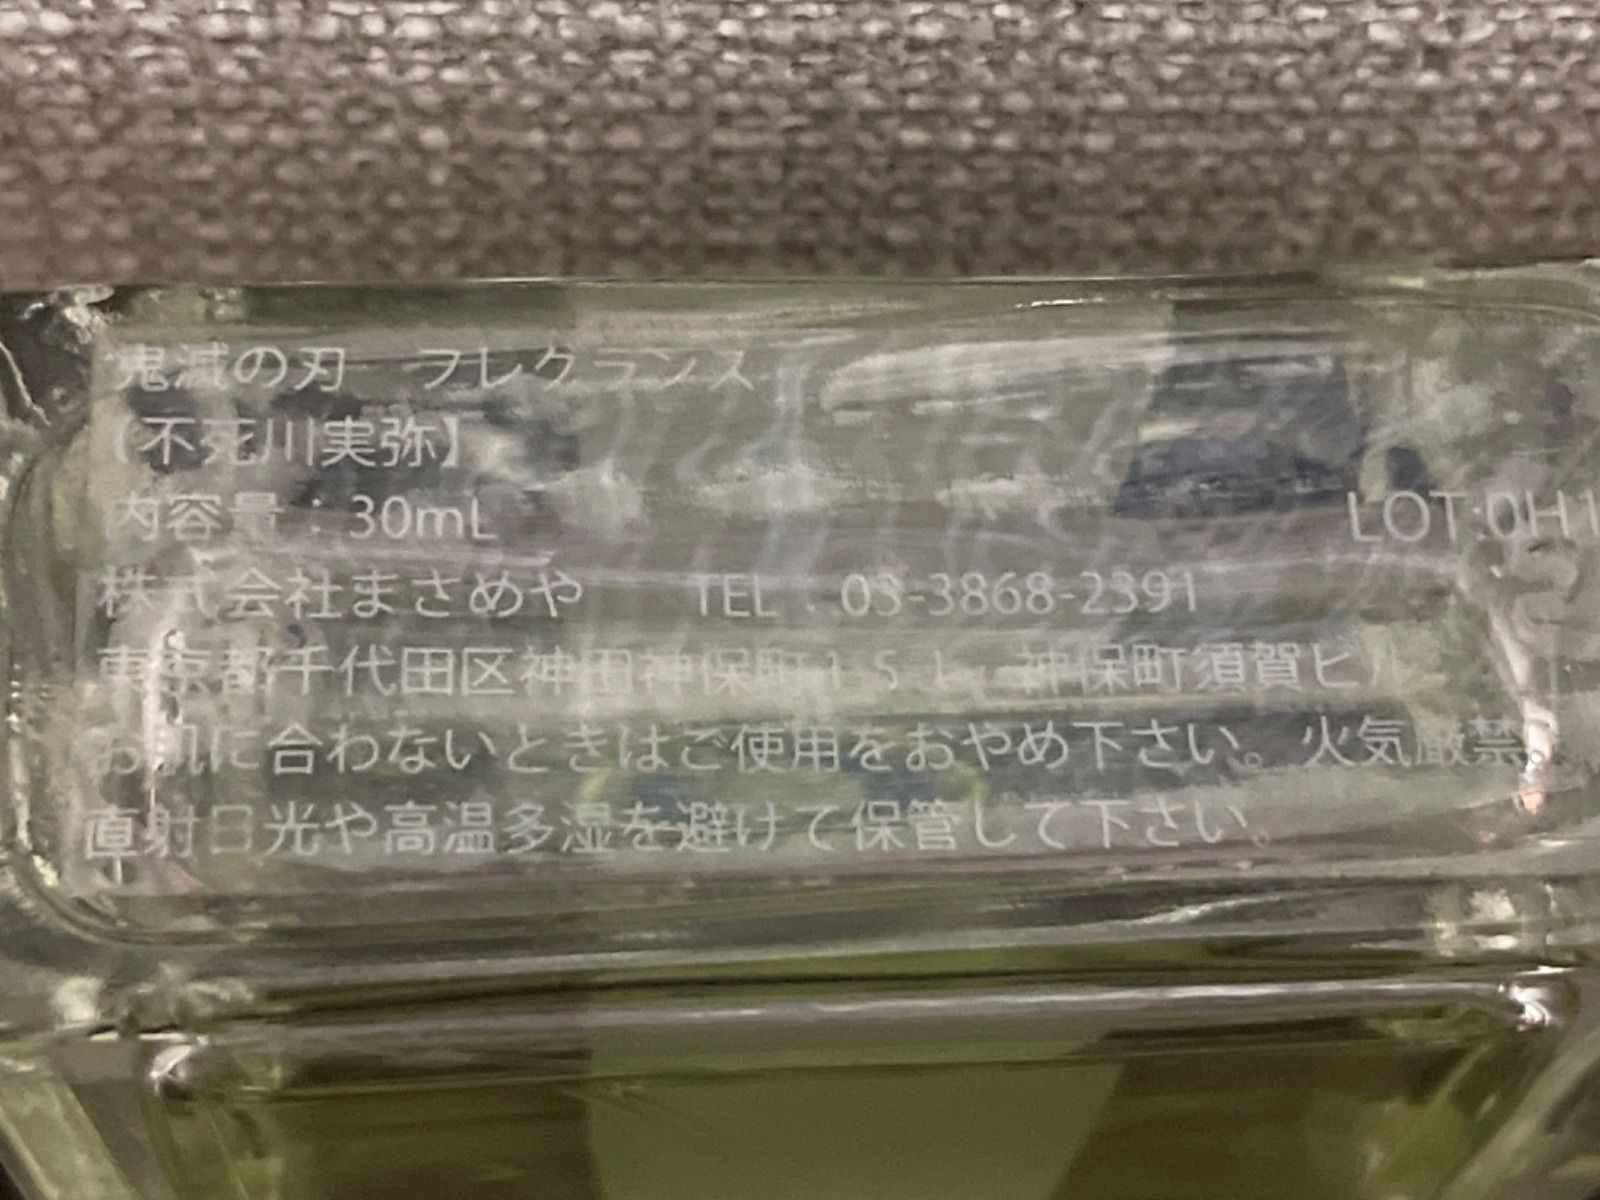 鬼滅の刃　フレグランス
【不死川実弥】
内容量：30mL LOT:0H1
株式会社まさめや TEL：03-3868-2391
東京都千代田区神田神保町 神保町須賀ビル
お肌に合わないときはご使用をおやめ下さい。火気厳禁。
直射日光や高温多湿を避けて保管して下さい。